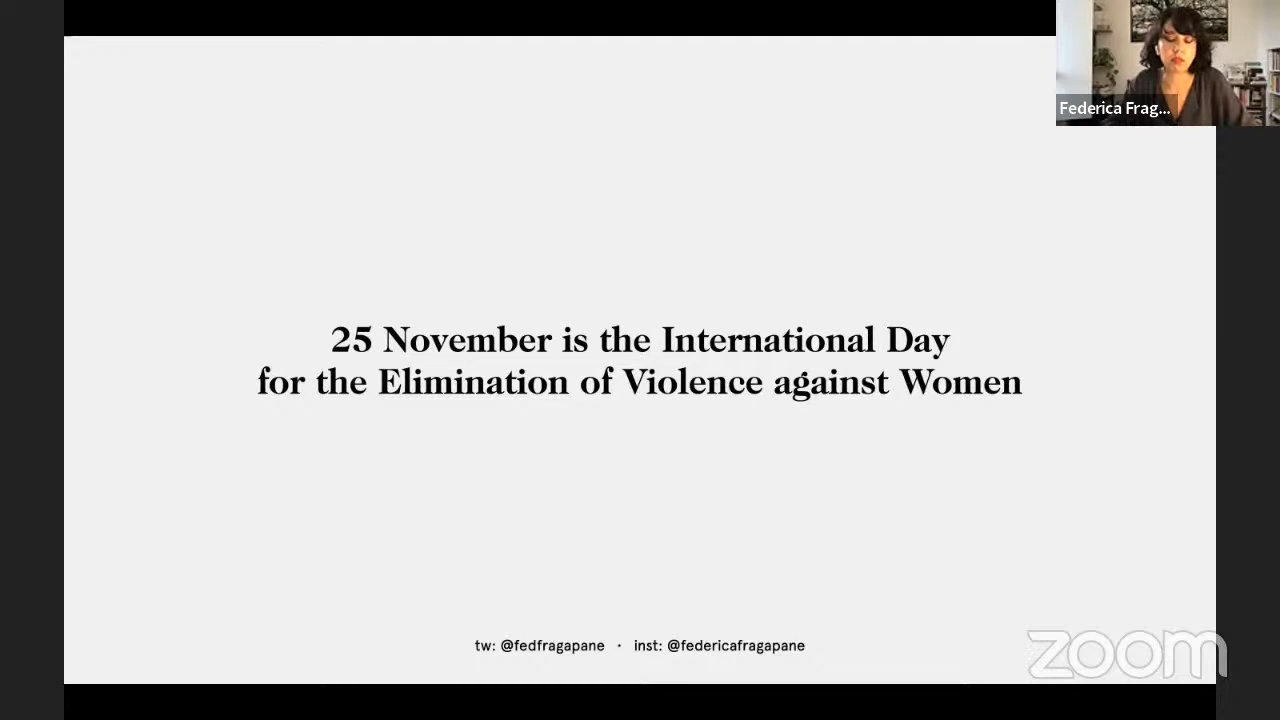 Federica Frag...
25 November is the International Day
for the Elimination of Violence against Women
tw: @fedfragapane · inst: @federicafragapane
zoom